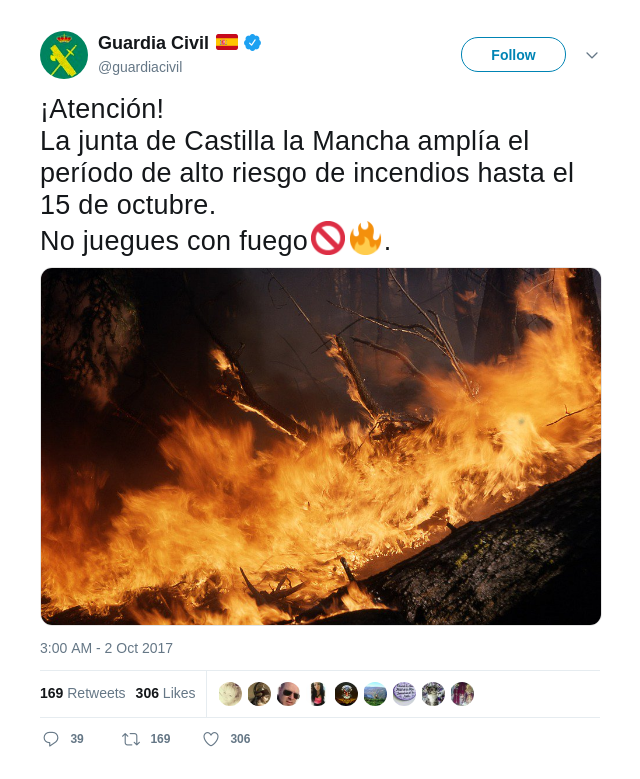 Guardia Civil 🇪🇸
@guardiacivil
Follow
¡Atención!
La junta de Castilla la Mancha amplía el
período de alto riesgo de incendios hasta el
15 de octubre.
No juegues con fuego🚫🔥.
3:00 AM - 2 Oct 2017
169 Retweets 306 Likes
39 169 306